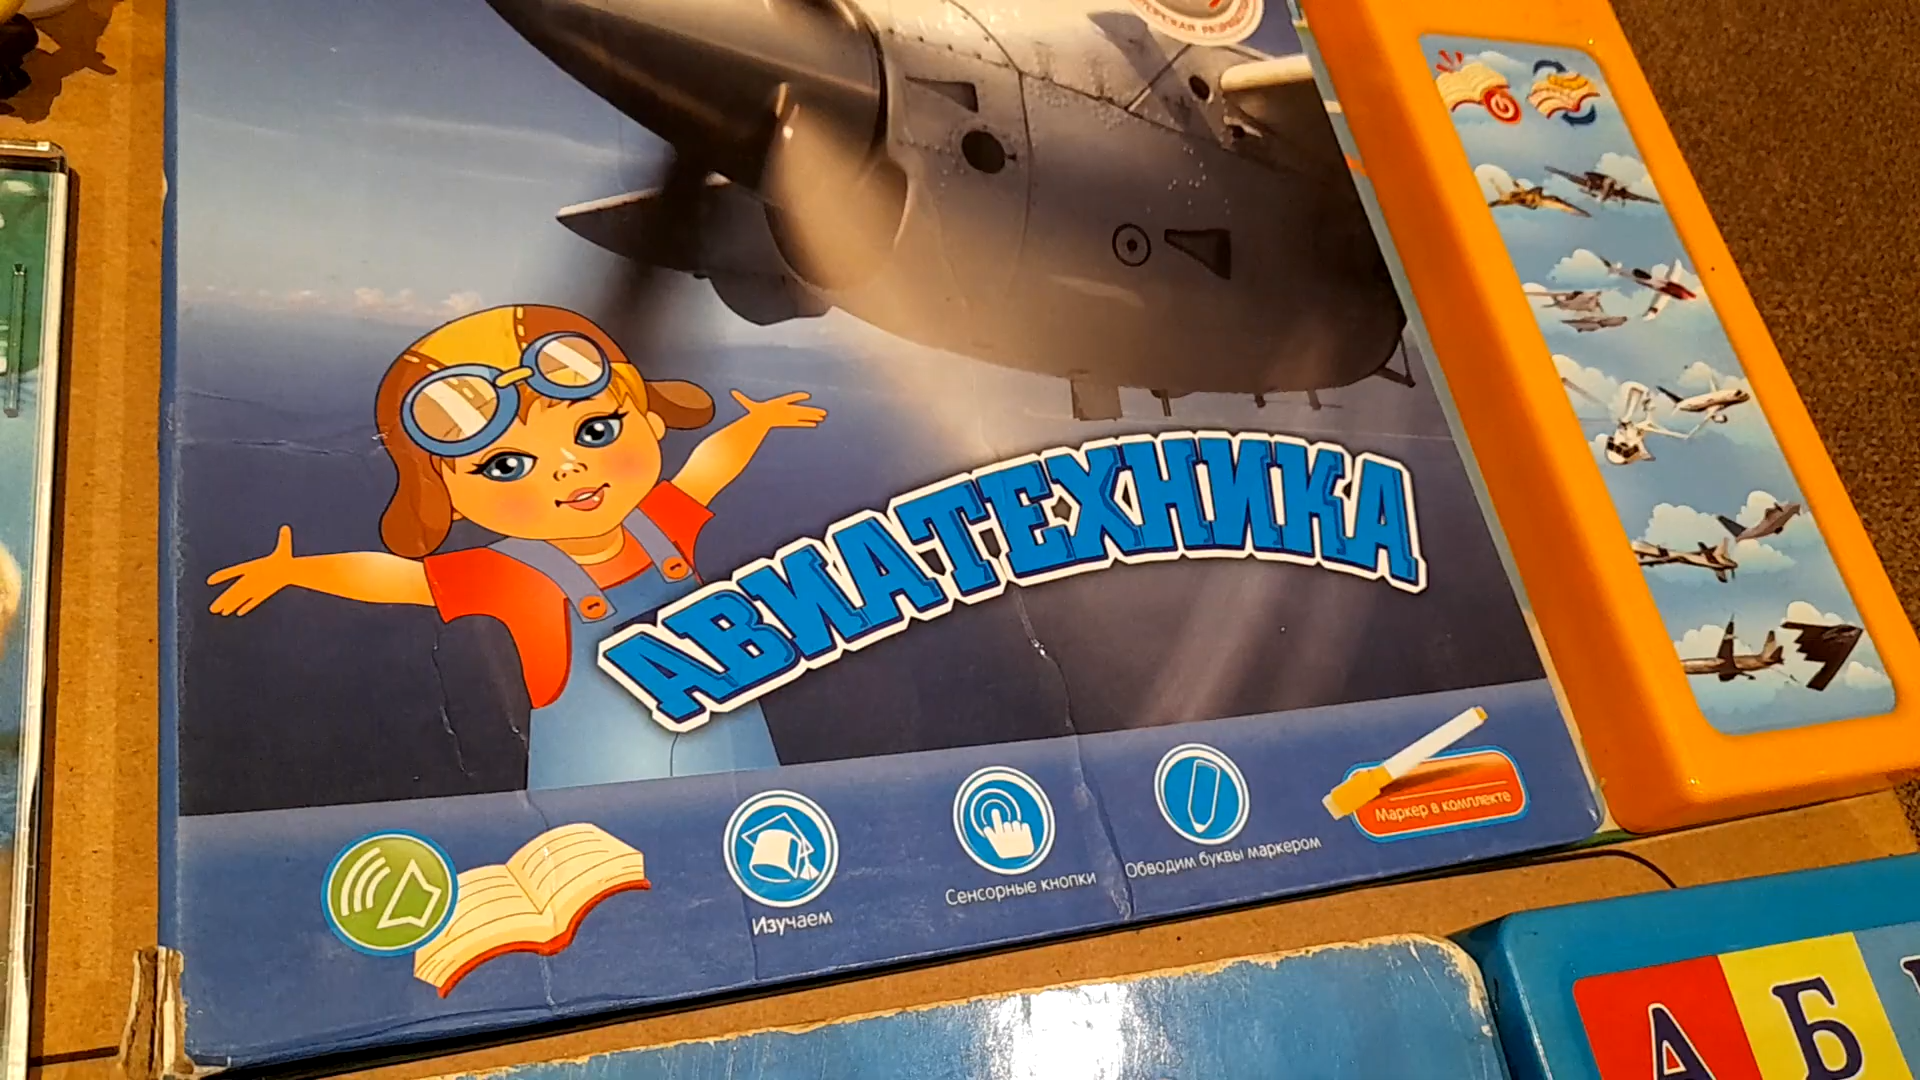 АВИАТЕХНИКА
Изучаем
Сенсорные кнопки
Обводим буквы маркером
Маркер в комплекте
А Б